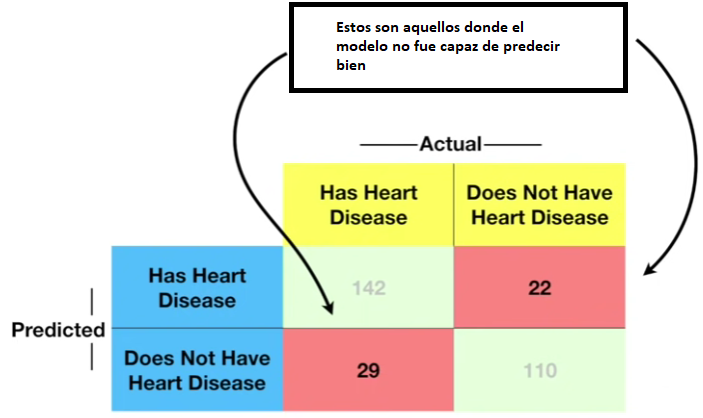 Estos son aquellos donde el
modelo no fue capaz de predecir
bien
Actual
Has Heart
Disease
Does Not Have
Heart Disease
Has Heart
Disease
142
22
Predicted
Does Not Have
Heart Disease
29
110